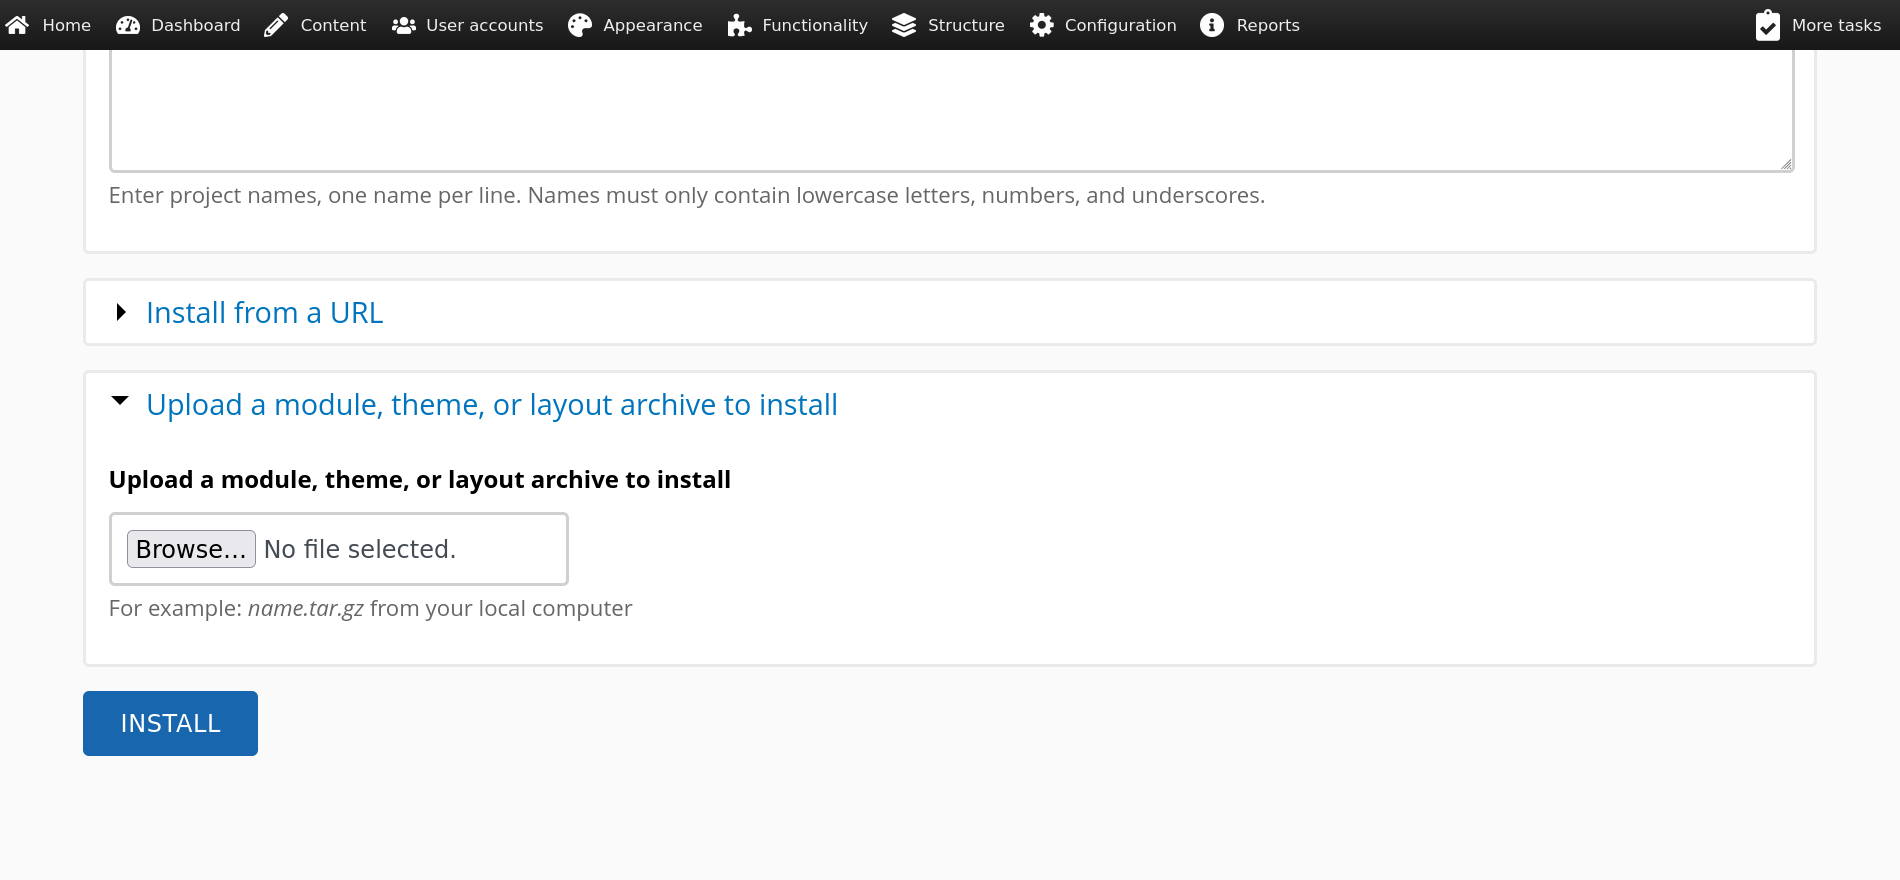 Home Dashboard Content User accounts Appearance Functionality Structure Configuration Reports More tasks
Enter project names, one name per line. Names must only contain lowercase letters, numbers, and underscores.
Install from a URL
Upload a module, theme, or layout archive to install
Upload a module, theme, or layout archive to install
Browse... No file selected.
For example: name.tar.gz from your local computer
INSTALL